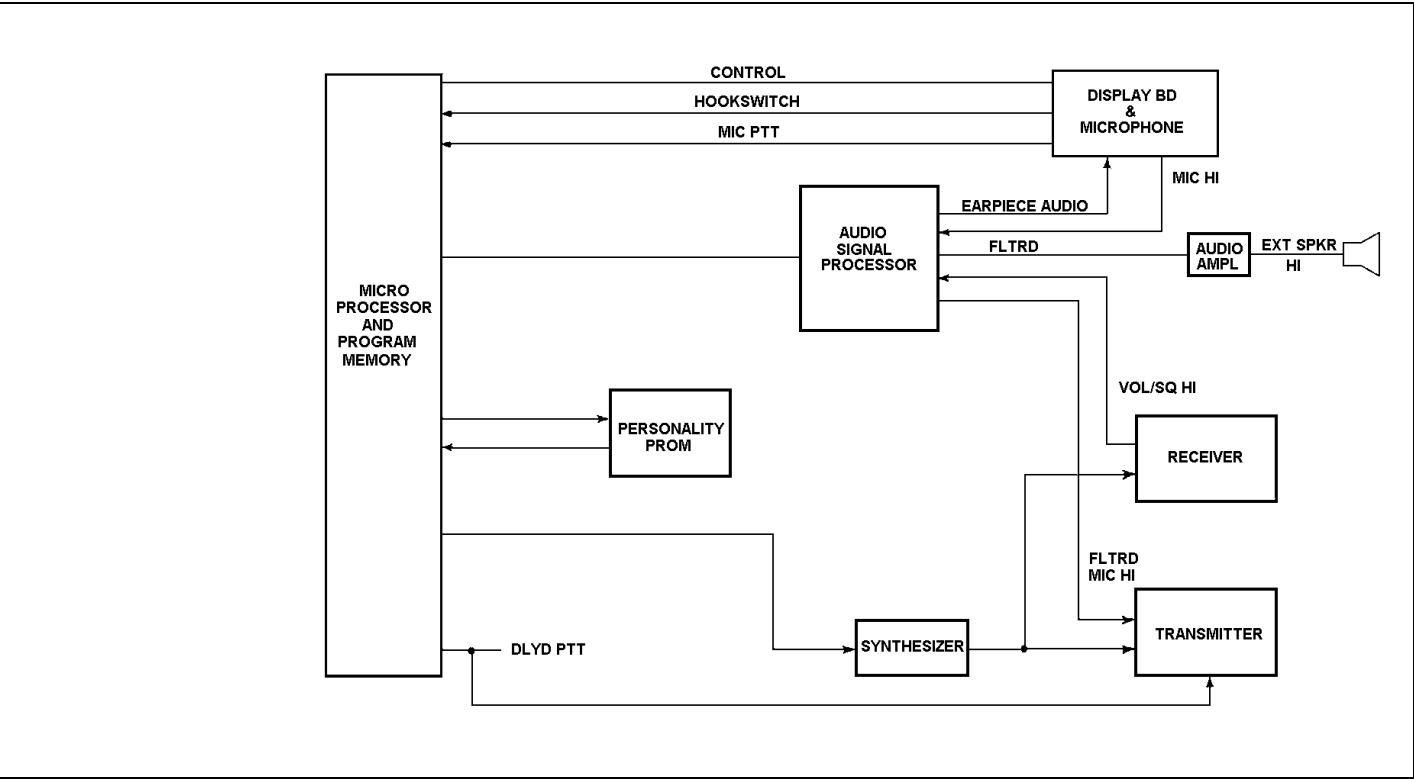 CONTROL
HOOKSWITCH
MIC PTT
DISPLAY BD
&
MICROPHONE
MIC HI
EARPIECE AUDIO
AUDIO
SIGNAL
PROCESSOR
FLTRD
AUDIO
AMPL
EXT SPKR
HI
MICRO
PROCESSOR
AND
PROGRAM
MEMORY
VOL/SQ HI
PERSONALITY
PROM
RECEIVER
FLTRD
MIC HI
SYNTHESIZER
TRANSMITTER
DLYD PTT